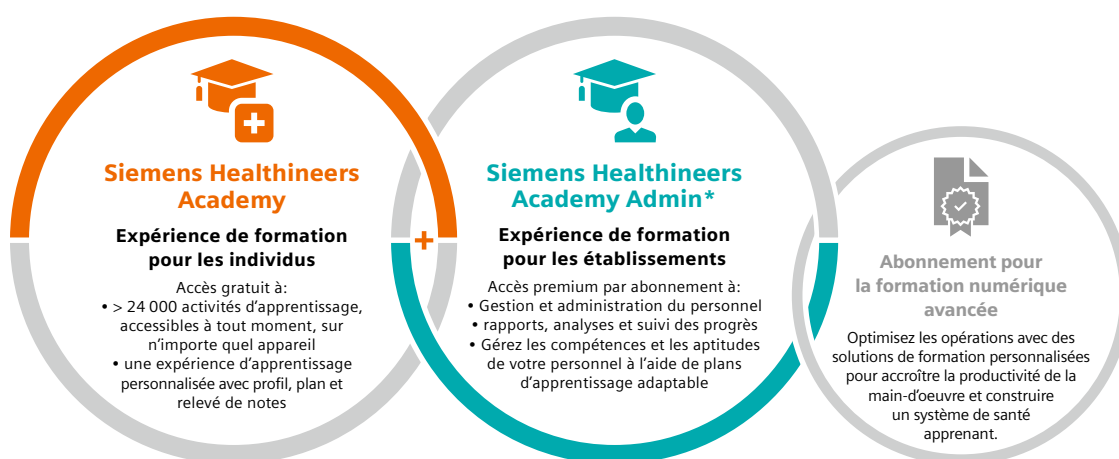 Siemens Healthineers
Academy
Expérience de formation
pour les individus
Accès gratuit à:
• > 24 000 activités d'apprentissage,
accessibles à tout moment, sur
n'importe quel appareil
• une expérience d'apprentissage
personnalisée avec profil, plan et
relevé de notes
+
Siemens Healthineers
Academy Admin*
Expérience de formation
pour les établissements
Accès premium par abonnement à:
• Gestion et administration du personnel
• rapports, analyses et suivi des progrès
• Gérez les compétences et les aptitudes
de votre personnel à l'aide de plans
d'apprentissage adaptable
Abonnement pour
la formation numérique
avancée
Optimisez les opérations avec des
solutions de formation personnalisées
pour accroître la productivité de la
main-d'oeuvre et construire
un système de santé
apprenant.